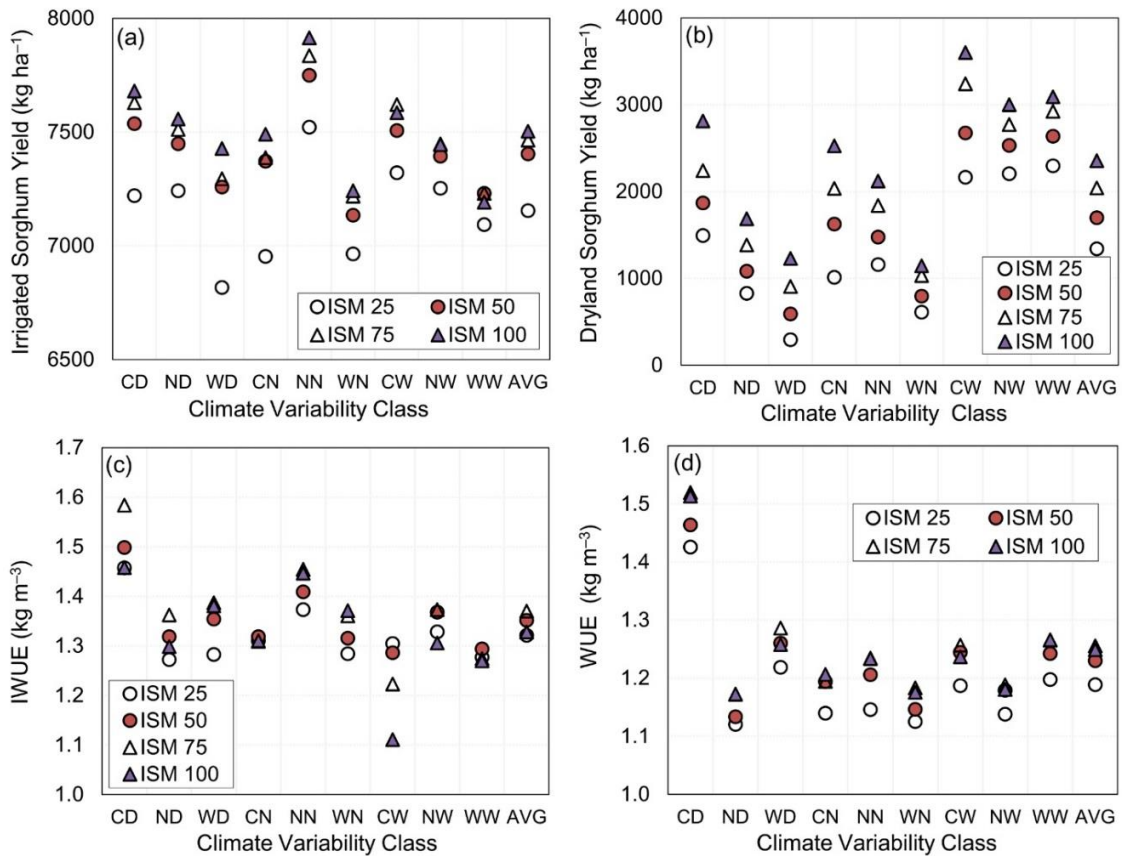 (a)
Irrigated Sorghum Yield (kg ha⁻¹)
8000
7500
7000
6500
ISM 25 ISM 50
ISM 75 ISM 100
CD ND WD CN NN WN CW NW WW AVG
Climate Variability Class
(b)
Dryland Sorghum Yield (kg ha⁻¹)
4000
3000
2000
1000
0
ISM 25
ISM 50
ISM 75
ISM 100
CD ND WD CN NN WN CW NW WW AVG
Climate Variability Class
(c)
IWUE (kg m⁻³)
1.7
1.6
1.5
1.4
1.3
1.2
1.1
1.0
ISM 25
ISM 50
ISM 75
ISM 100
CD ND WD CN NN WN CW NW WW AVG
Climate Variability Class
(d)
WUE (kg m⁻³)
1.6
1.5
1.4
1.3
1.2
1.1
1.0
ISM 25 ISM 50
ISM 75 ISM 100
CD ND WD CN NN WN CW NW WW AVG
Climate Variability Class